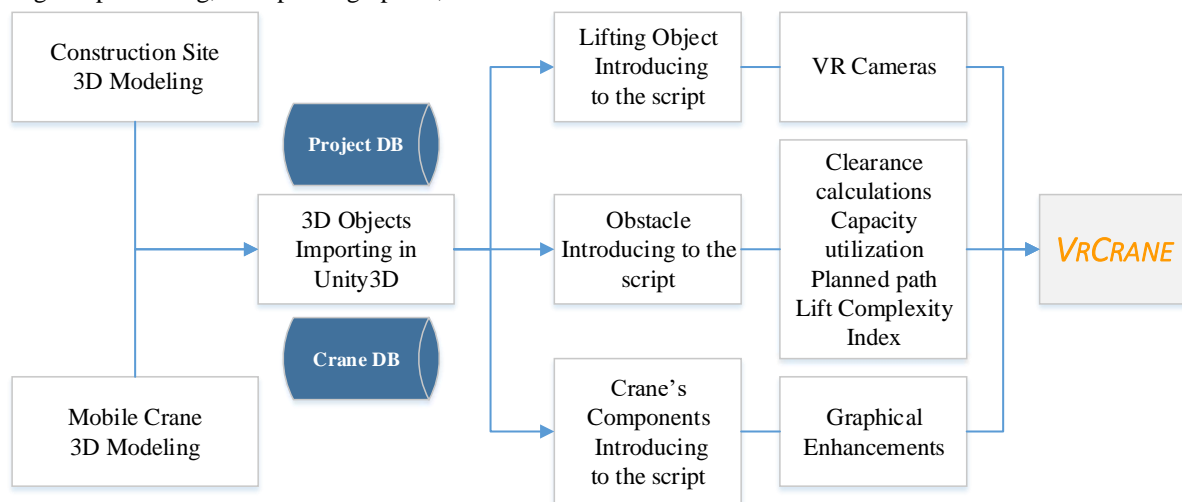 Construction Site
3D Modeling
Mobile Crane
3D Modeling
Project DB
3D Objects
Importing in
Unity3D
Crane DB
Lifting Object
Introducing
to the script
Obstacle
Introducing to the
script
Crane’s
Components
Introducing
to the script
VR Cameras
Clearance
calculations
Capacity
utilization
Planned path
Lift Complexity
Index
Graphical
Enhancements
VRCRANE